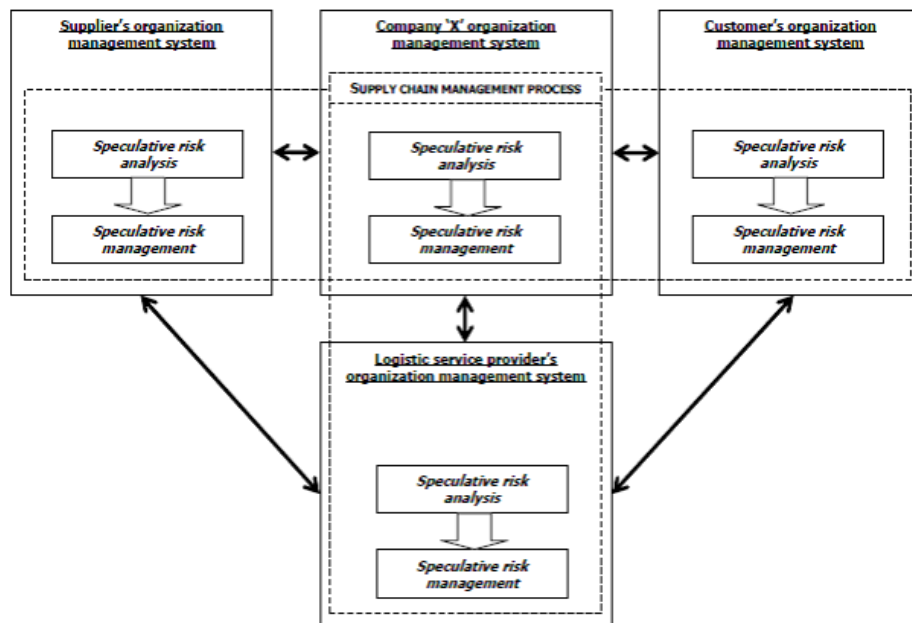 Supplier's organization
management system
Company 'X' organization
management system
Customer's organization
management system
SUPPLY CHAIN MANAGEMENT PROCESS
Speculative risk
analysis
Speculative risk
management
Speculative risk
analysis
Speculative risk
management
Speculative risk
analysis
Speculative risk
management
Logistic service provider's
organization management system
Speculative risk
analysis
Speculative risk
management